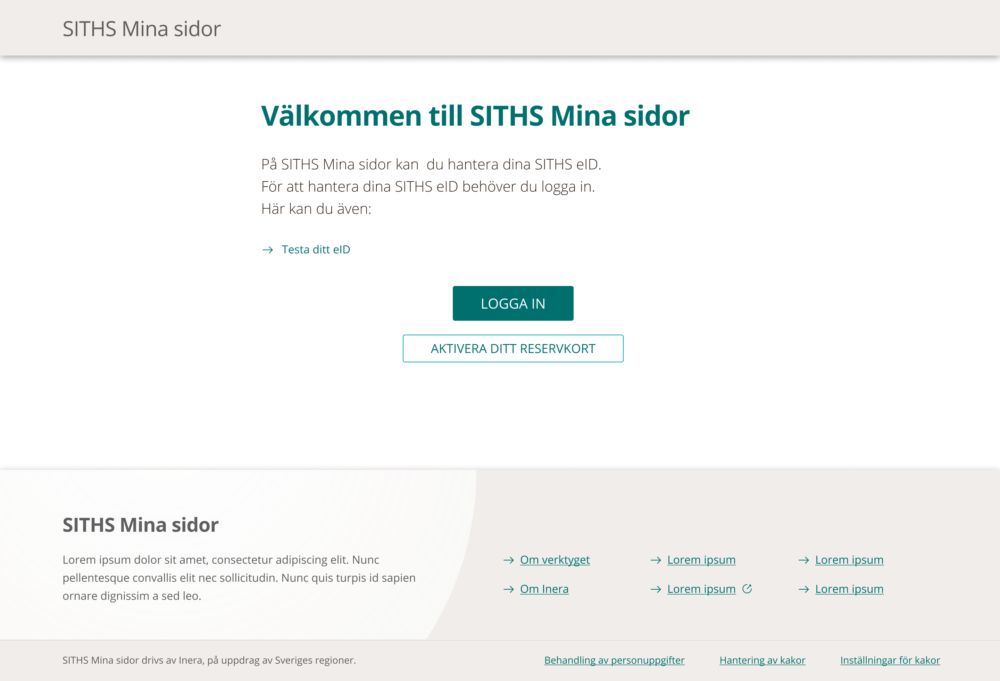 SITHS Mina sidor
Välkommen till SITHS Mina sidor
På SITHS Mina sidor kan  du hantera dina SITHS eID.
För att hantera dina SITHS eID behöver du logga in.
Här kan du även:
Testa ditt eID
LOGGA IN
AKTIVERA DITT RESERVKORT
SITHS Mina sidor
Lorem ipsum dolor sit amet, consectetur adipiscing elit. Nunc
pellentesque convallis elit nec sollicitudin. Nunc quis turpis id sapien
ornare dignissim a sed leo.
Om verktyget
Lorem ipsum
Lorem ipsum
Om Inera
Lorem ipsum
Lorem ipsum
SITHS Mina sidor drivs av Inera, på uppdrag av Sveriges regioner.
Behandling av personuppgifter
Hantering av kakor
Inställningar för kakor